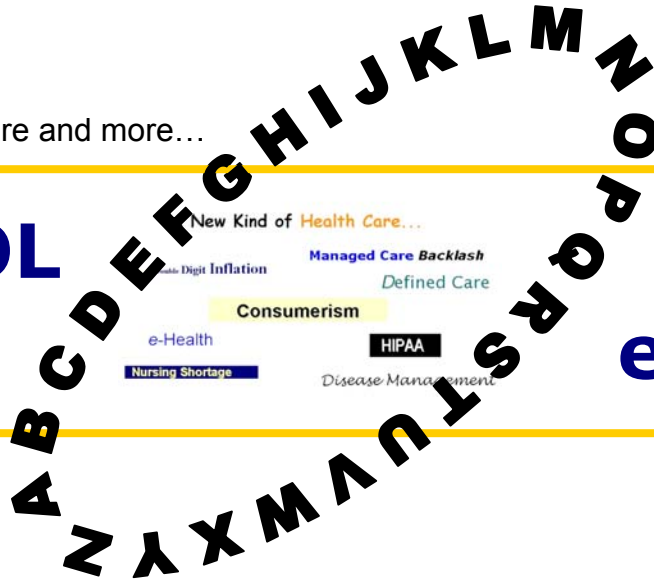 re and more…
A B C D E F G H I J K L M N O P Q R S T U V W X Y Z
OL
New Kind of Health Care...
Digit Inflation
Managed Care Backlash
Defined Care
Consumerism
e-Health
HIPAA
Nursing Shortage
Disease Management
e